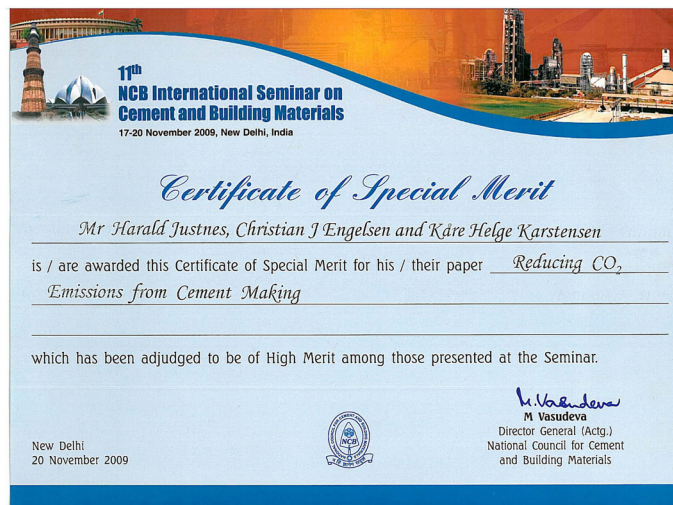 11th
NCB International Seminar on
Cement and Building Materials
17-20 November 2009, New Delhi, India
Certificate of Special Merit
Mr Harald Justnes, Christian J Engelsen and Kåre Helge Karstensen
is / are awarded this Certificate of Special Merit for his / their paper Reducing CO₂
Emissions from Cement Making
which has been adjudged to be of High Merit among those presented at the Seminar.
M. Vasudeva
M Vasudeva
Director General (Actg.)
National Council for Cement
and Building Materials
NCB
New Delhi
20 November 2009